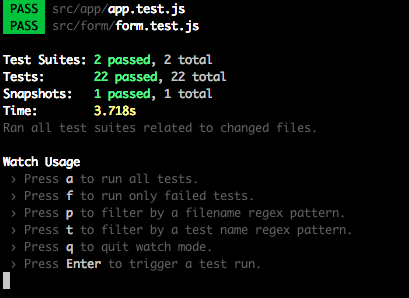 PASS src/app/app.test.js
PASS src/form/form.test.js
Test Suites: 2 passed, 2 total
Tests: 22 passed, 22 total
Snapshots: 1 passed, 1 total
Time: 3.718s
Ran all test suites related to changed files.
Watch Usage
› Press a to run all tests.
› Press f to run only failed tests.
› Press p to filter by a filename regex pattern.
› Press t to filter by a test name regex pattern.
› Press q to quit watch mode.
› Press Enter to trigger a test run.